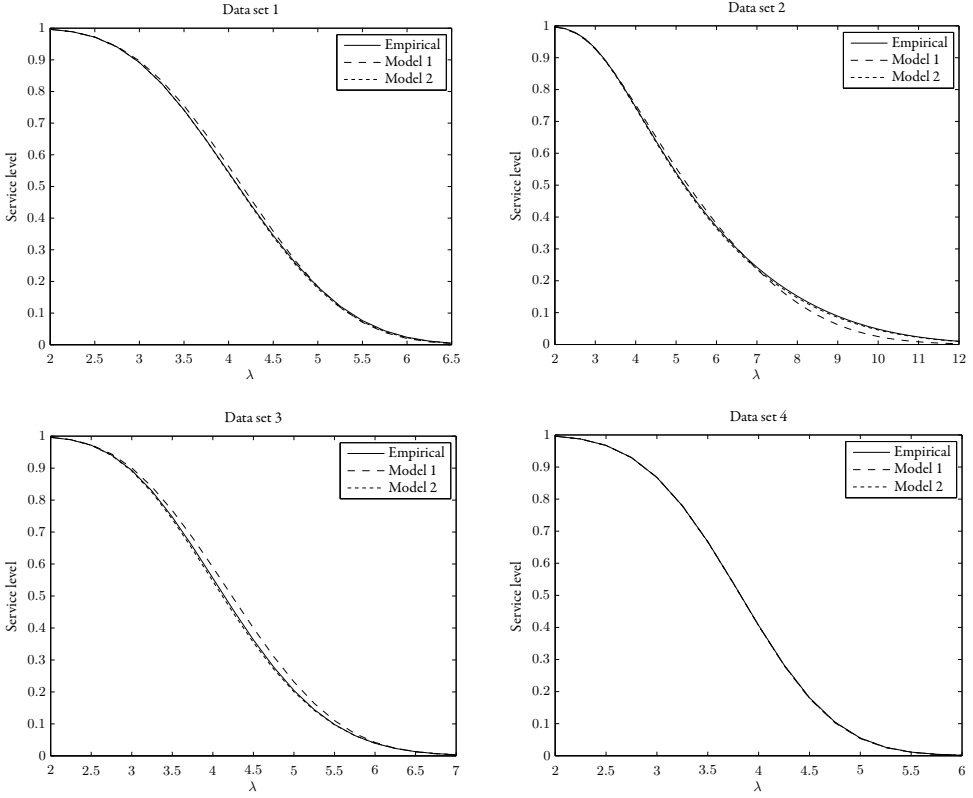 Data set 1
1
0.9
0.8
0.7
0.6
0.5
0.4
0.3
0.2
0.1
0
Service level
Empirical
Model 1
Model 2
2 2.5 3 3.5 4 4.5 5 5.5 6 6.5
λ
Data set 2
1
0.9
0.8
0.7
0.6
0.5
0.4
0.3
0.2
0.1
0
Service level
Empirical
Model 1
Model 2
2 3 4 5 6 7 8 9 10 11 12
λ
Data set 3
1
0.9
0.8
0.7
0.6
0.5
0.4
0.3
0.2
0.1
0
Service level
Empirical
Model 1
Model 2
2 2.5 3 3.5 4 4.5 5 5.5 6 6.5 7
λ
Data set 4
1
0.9
0.8
0.7
0.6
0.5
0.4
0.3
0.2
0.1
0
Service level
Empirical
Model 1
Model 2
2 2.5 3 3.5 4 4.5 5 5.5 6
λ